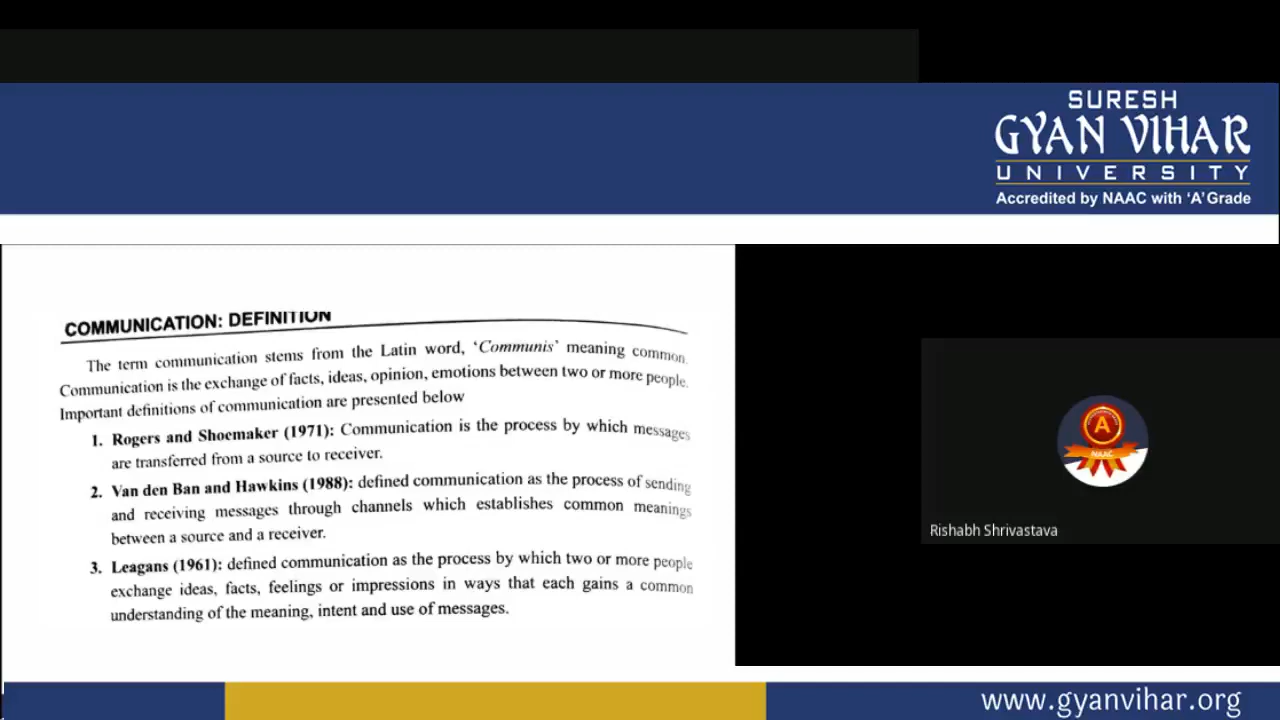 SURESH
GYAN VIHAR
UNIVERSITY
Accredited by NAAC with ‘A’ Grade
COMMUNICATION: DEFINITION
The term communication stems from the Latin word, ‘Communis’ meaning common.
Communication is the exchange of facts, ideas, opinion, emotions between two or more people.
Important definitions of communication are presented below
1. Rogers and Shoemaker (1971): Communication is the process by which messages
are transferred from a source to receiver.
2. Van den Ban and Hawkins (1988): defined communication as the process of sending
and receiving messages through channels which establishes common meanings
between a source and a receiver.
3. Leagans (1961): defined communication as the process by which two or more people
exchange ideas, facts, feelings or impressions in ways that each gains a common
understanding of the meaning, intent and use of messages.
A
NAAC
Rishabh Shrivastava
www.gyanvihar.org